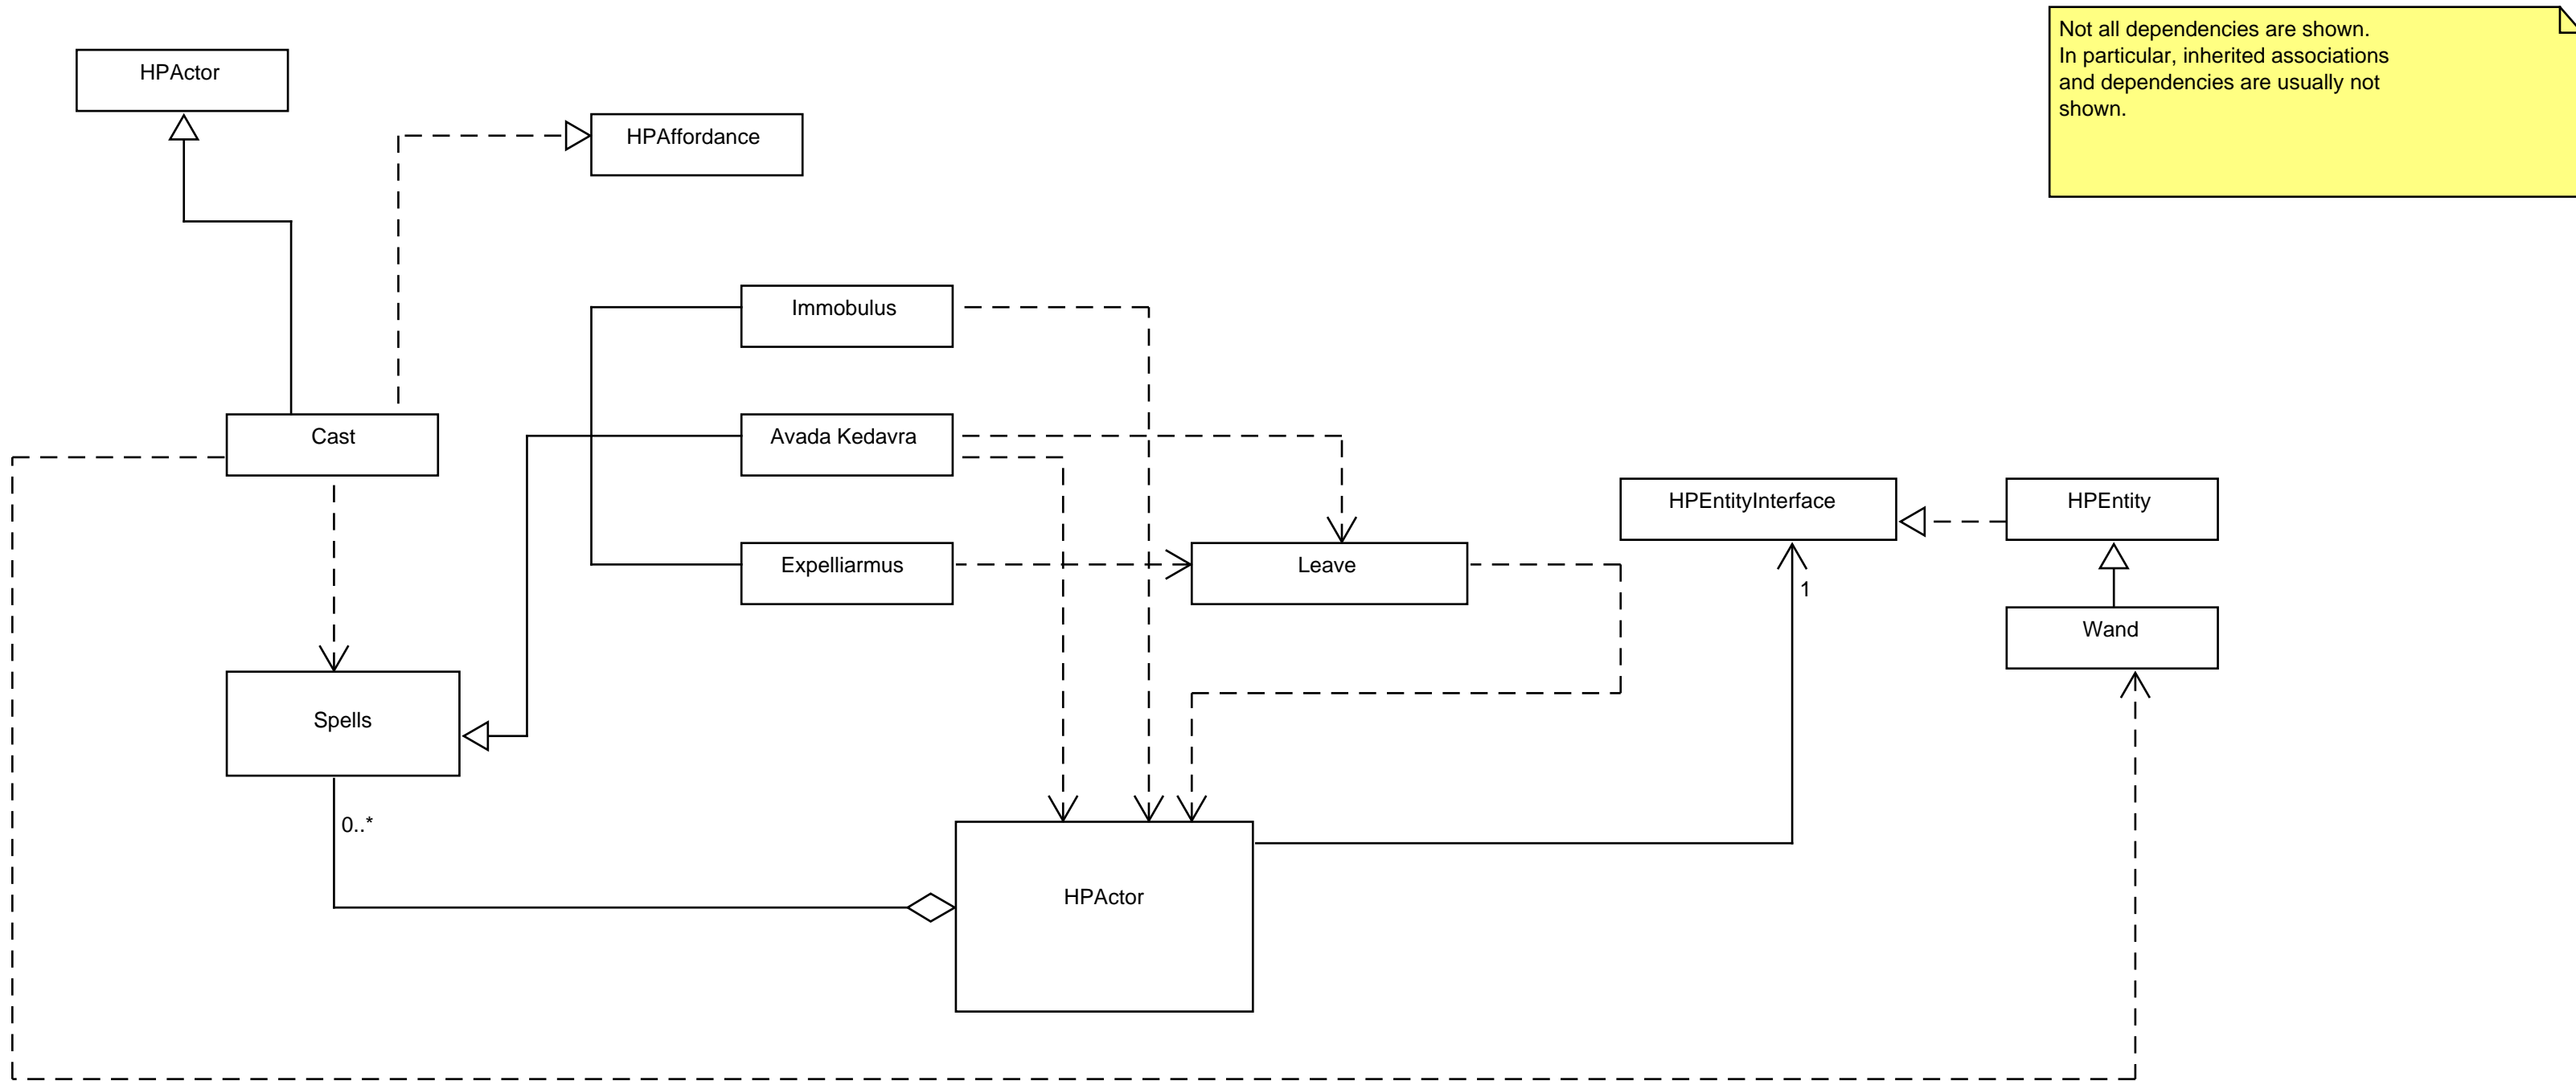 Not all dependencies are shown.
In particular, inherited associations
and dependencies are usually not
shown.
HPActor
HPAffordance
Immobulus
Cast
Avada Kedavra
HPEntityInterface
HPEntity
Expelliarmus
Leave
1
Wand
Spells
0..*
HPActor